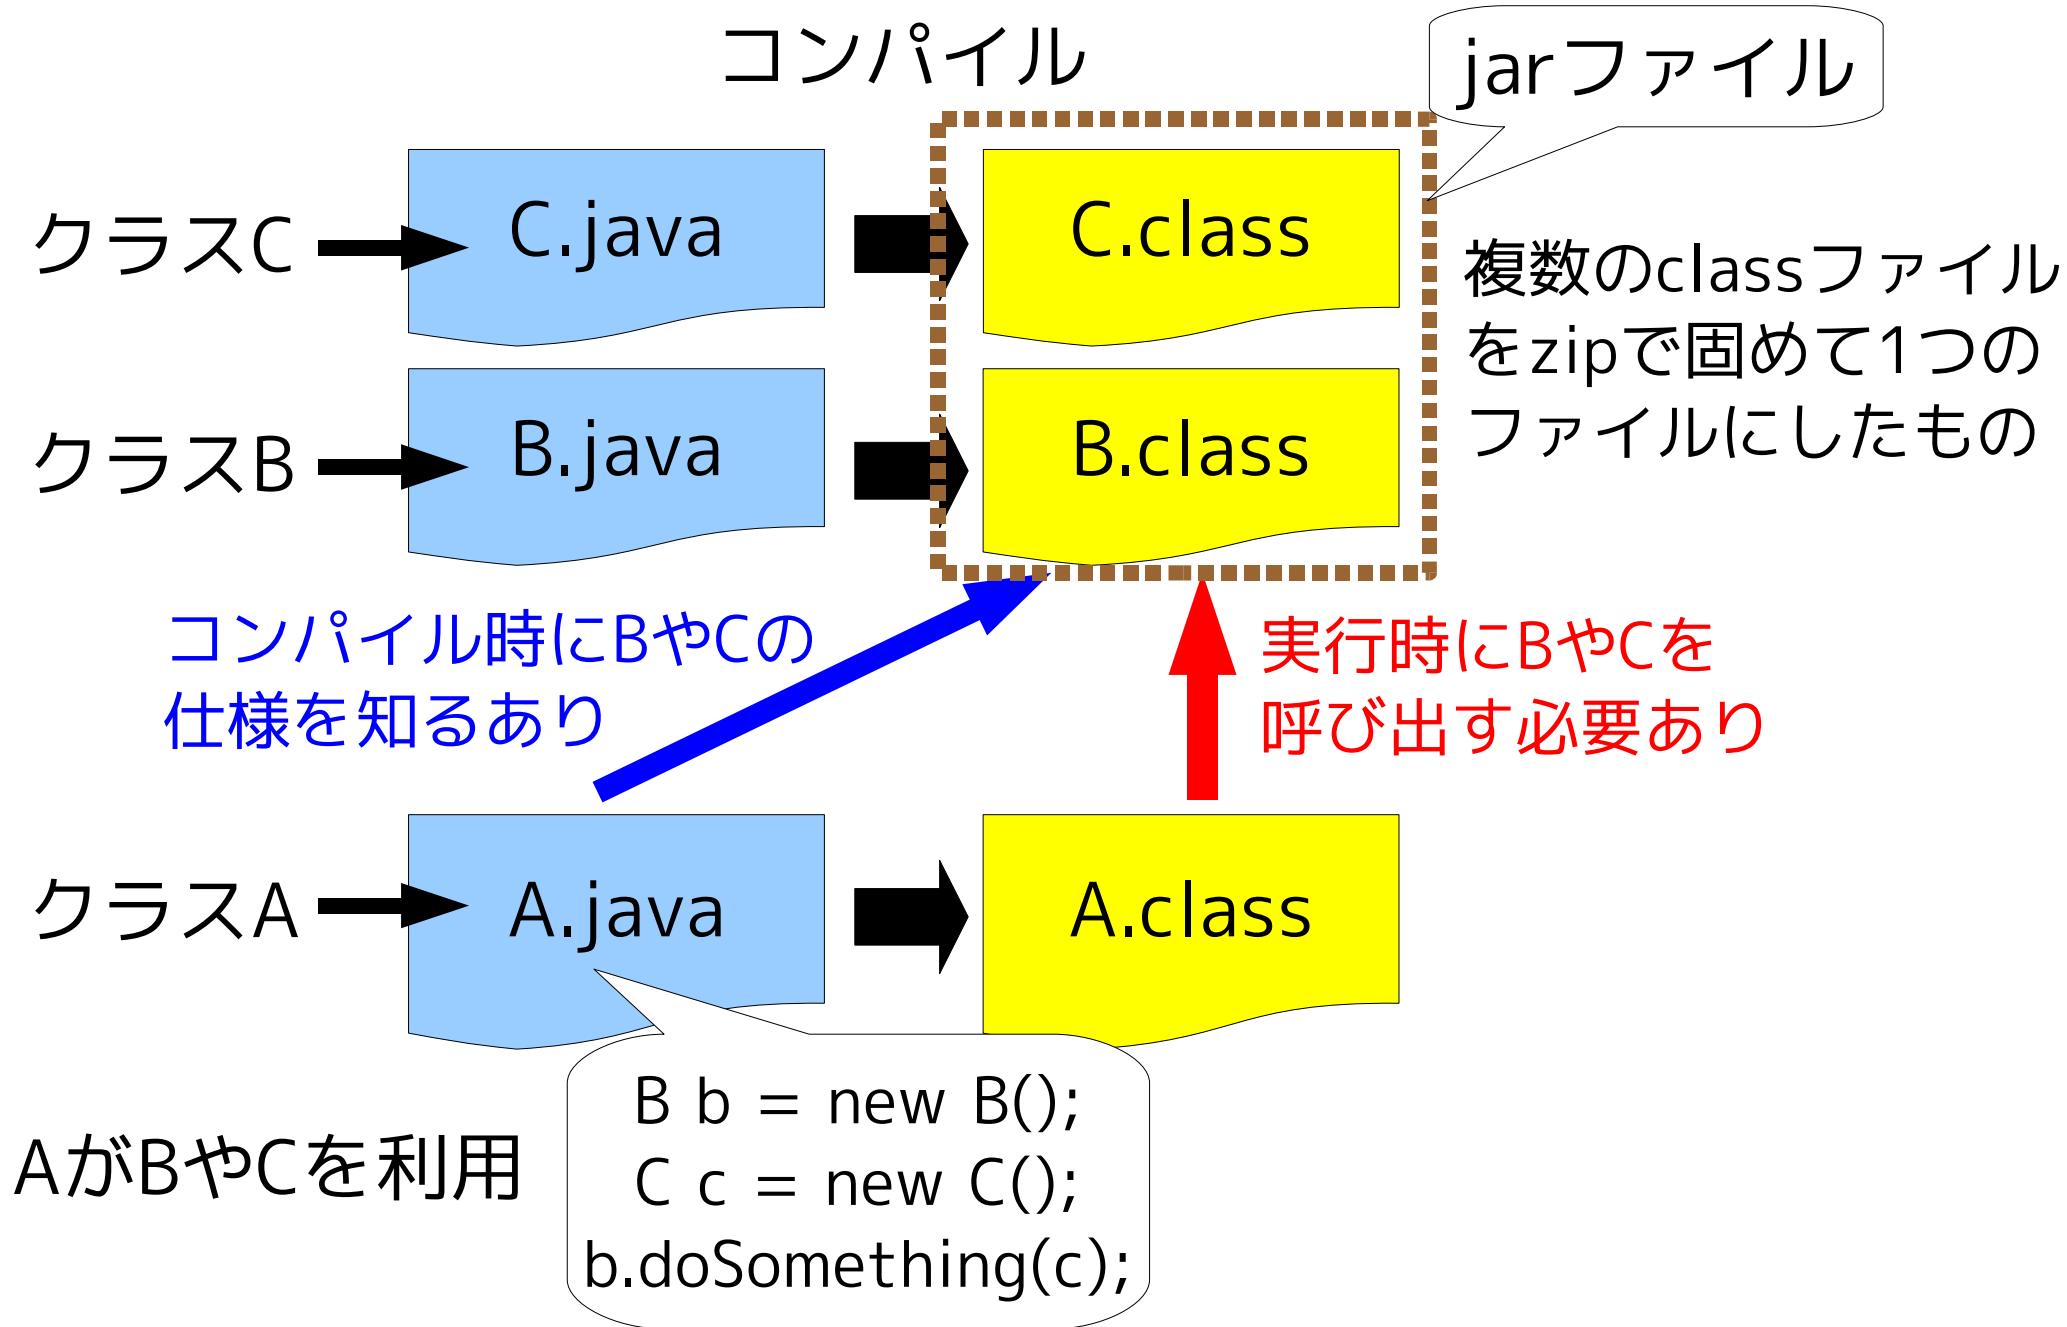 コンパイル
jarファイル
クラスC
C.java
C.class
複数のclassファイル
をzipで固めて1つの
ファイルにしたもの
クラスB
B.java
B.class
コンパイル時にBやCの
仕様を知るあり
実行時にBやCを
呼び出す必要あり
クラスA
A.java
A.class
AがBやCを利用
B b = new B();
C c = new C();
b.doSomething(c);